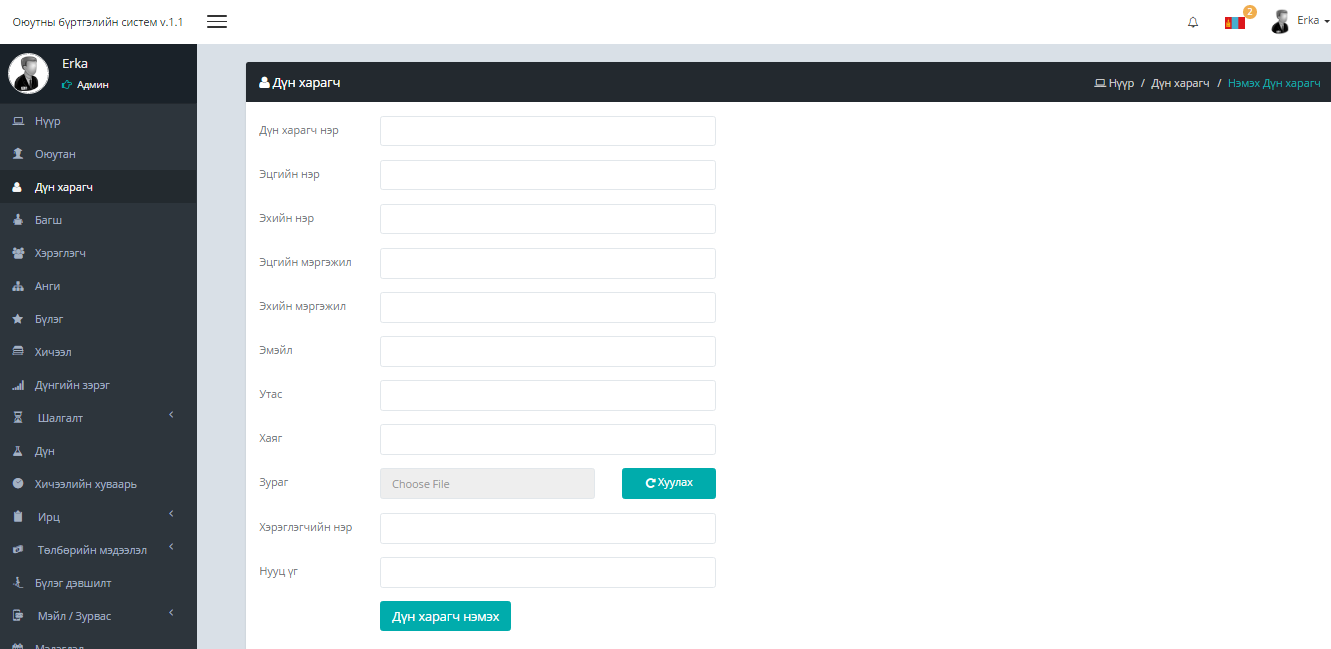 Оюутны бүртгэлийн систем v.1.1
2
Erka
Erka
Админ
Нүүр
Оюутан
Дүн харагч
Багш
Хэрэглэгч
Анги
Бүлэг
Хичээл
Дүнгийн зэрэг
Шалгалт
Дүн
Хичээлийн хуваарь
Ирц
Төлбөрийн мэдээлэл
Бүлэг дэвшилт
Мэйл / Зурвас
Мэдэгдэл
Дүн харагч
Нүүр / Дүн харагч / Нэмэх Дүн харагч
Дүн харагч нэр
Эцгийн нэр
Эхийн нэр
Эцгийн мэргэжил
Эхийн мэргэжил
Эмэйл
Утас
Хаяг
Зураг Choose File Хуулах
Хэрэглэгчийн нэр
Нууц үг
Дүн харагч нэмэх